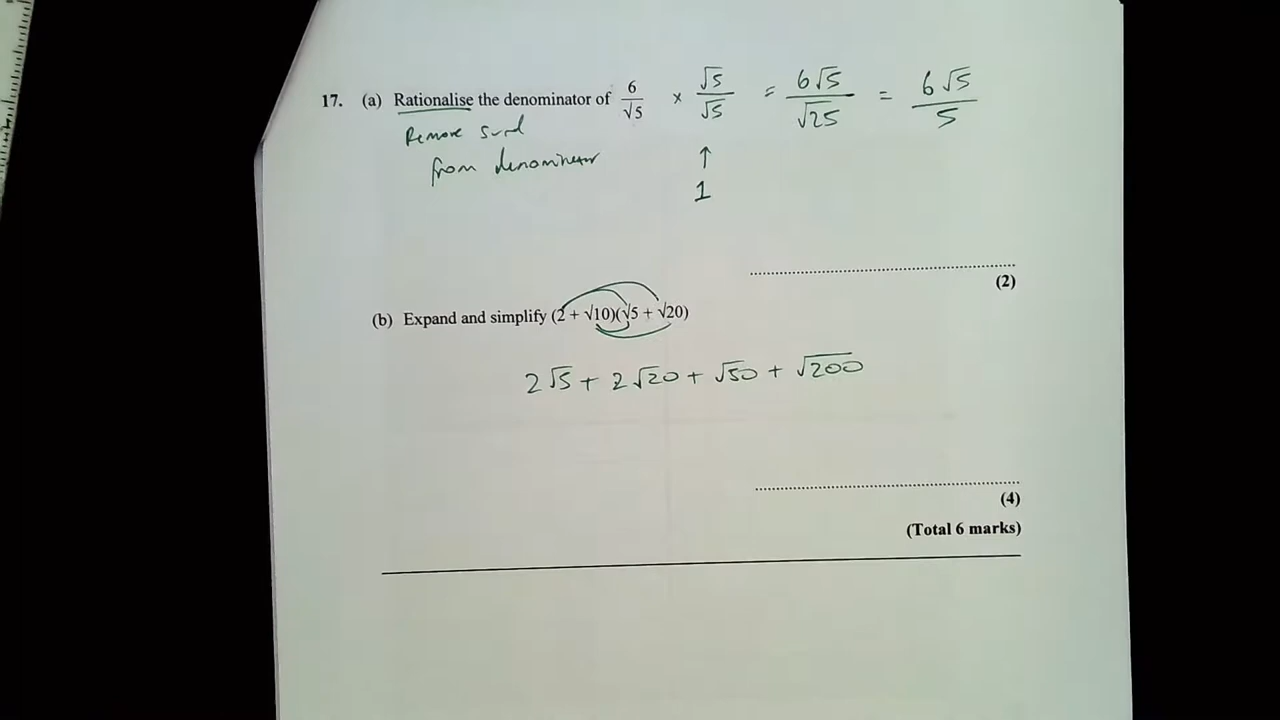 17. (a) Rationalise the denominator of 6/√5 × √5/√5 = 6√5/√25 = 6√5/5
Remove surd
from denominator
↑
1
(2)
(b) Expand and simplify (2 + √10)(√5 + √20)
2√5 + 2√20 + √50 + √200
(4)
(Total 6 marks)